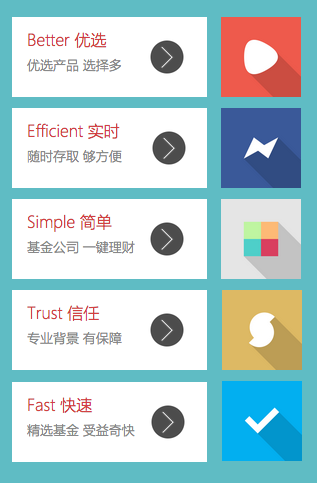 Better 优选
优选产品 选择多
Efficient 实时
随时存取 够方便
Simple 简单
基金公司 一键理财
Trust 信任
专业背景 有保障
Fast 快速
精选基金 受益奇快